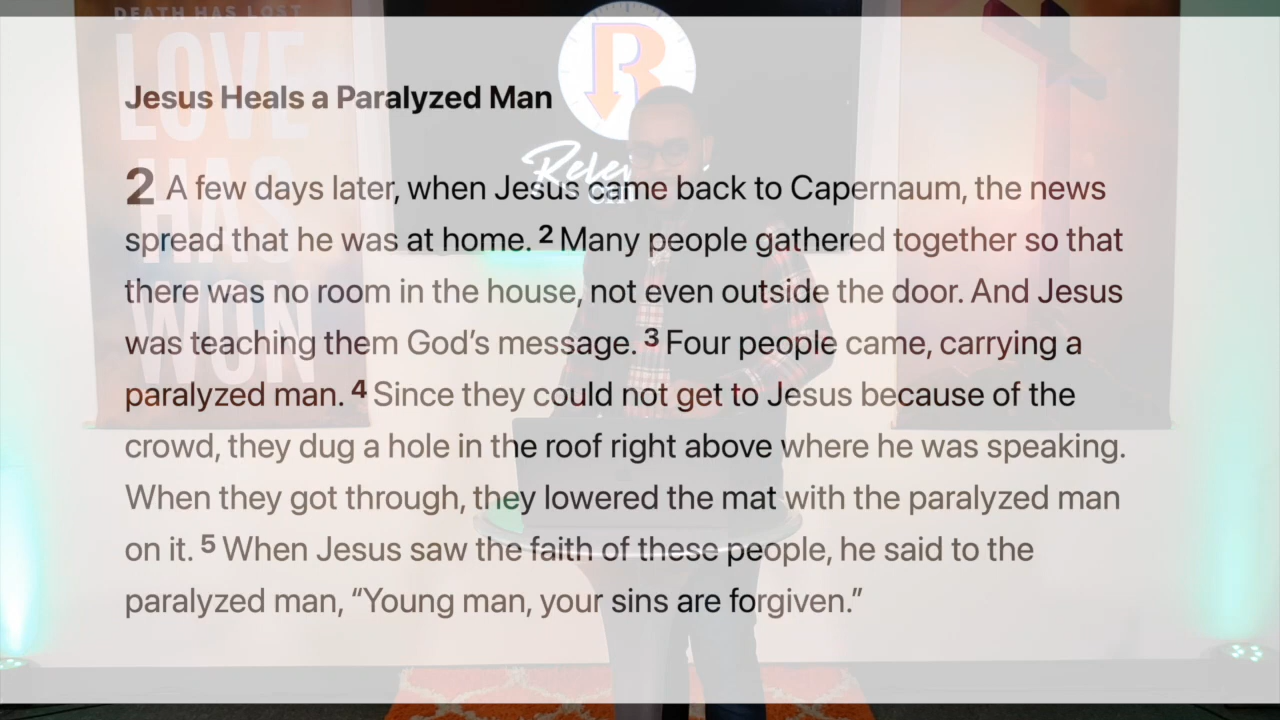 DEATH HAS LOST
LOVE
HAS
WON
R
Jesus Heals a Paralyzed Man
2 A few days later, when Jesus came back to Capernaum, the news
spread that he was at home. 2 Many people gathered together so that
there was no room in the house, not even outside the door. And Jesus
was teaching them God’s message. 3 Four people came, carrying a
paralyzed man. 4 Since they could not get to Jesus because of the
crowd, they dug a hole in the roof right above where he was speaking.
When they got through, they lowered the mat with the paralyzed man
on it. 5 When Jesus saw the faith of these people, he said to the
paralyzed man, “Young man, your sins are forgiven.”